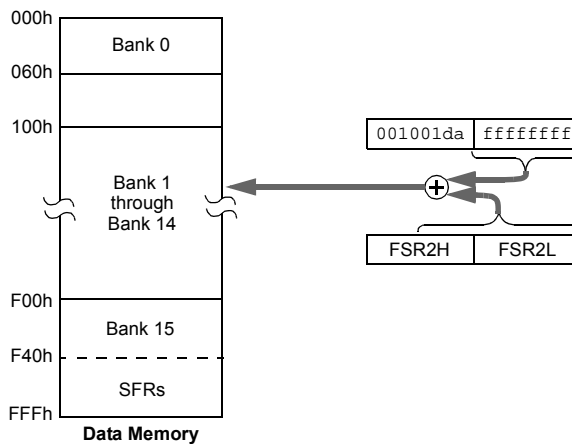 000h
Bank 0
060h
100h
001001da ffffffff
Bank 1
through
Bank 14
FSR2H FSR2L
F00h
Bank 15
F40h
SFRs
FFFh
Data Memory